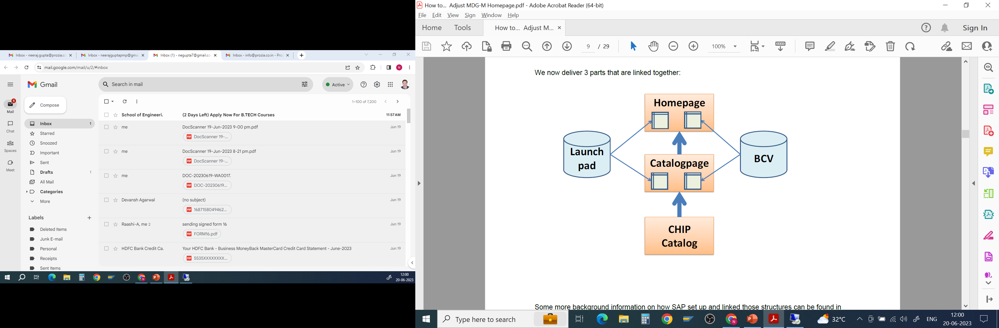 Inbox - neeraj.gupta@prozia.co
Inbox - neerajguptapmp@gmai
Inbox (1) - negupta7@gmail.co
Inbox - info@prozia.co.in - Proz
mail.google.com/mail/u/2/#inbox
N
Gmail
Search in mail
Active
1
Mail
Chat
Spaces
Meet
Compose
Inbox 1
Starred
Snoozed
Important
Sent
Drafts 1
All Mail
Categories
More
Labels
Deleted Items
Junk E-mail
Personal
Receipts
Sent Items
1–100 of 7,200
School of Engineeri. (2 Days Left) Apply Now For B.TECH Courses 11:57 AM
me DocScanner 19-Jun-2023 9-00 pm.pdf Jun 19
PDF DocScanner 19-...
me DocScanner 19-Jun-2023 8-21 pm.pdf Jun 19
PDF DocScanner 19-...
me DOC-20230619-WA0017. Jun 19
PDF DOC-20230619...
Devansh Agarwal (no subject) Jun 19
PDF 1687158049462...
Raashi-A, me 2 sending signed form 16 Jun 19
PDF FORM16.pdf
HDFC Bank Credit Ca. Your HDFC Bank - Business MoneyBack MasterCard Credit Card Statement - June-2023 Jun 19
PDF 5535XXXXXXXX...
12:00
20-06-2023
How to... Adjust MDG-M Homepage.pdf - Adobe Acrobat Reader (64-bit)
File Edit View Sign Window Help
Home Tools How to... Adjust M...
Sign In
9 / 29
100%
We now deliver 3 parts that are linked together:
Homepage
Launch
pad
Catalogpage
BCV
CHIP
Catalog
Some more background information on how SAP set up and linked those structures can be found in
Type here to search
32°C
ENG
12:00
20-06-2023